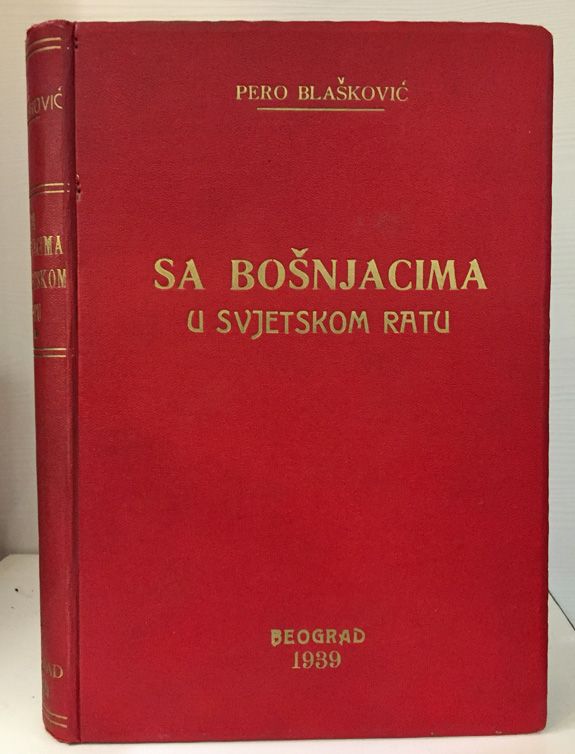 PERO BLAŠKOVIĆ
SA BOŠNJACIMA
U SVJETSKOM RATU
BEOGRAD
1939